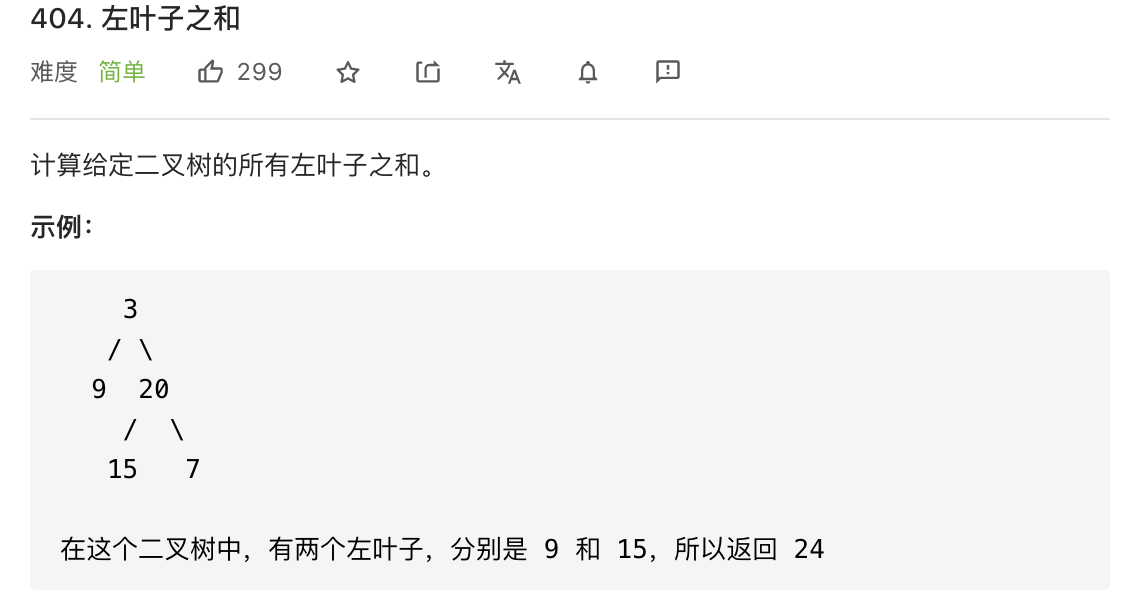 404. 左叶子之和
难度 简单 299
计算给定二叉树的所有左叶子之和。
示例：
3
/ \
9 20
/ \
15 7
在这个二叉树中，有两个左叶子，分别是 9 和 15，所以返回 24